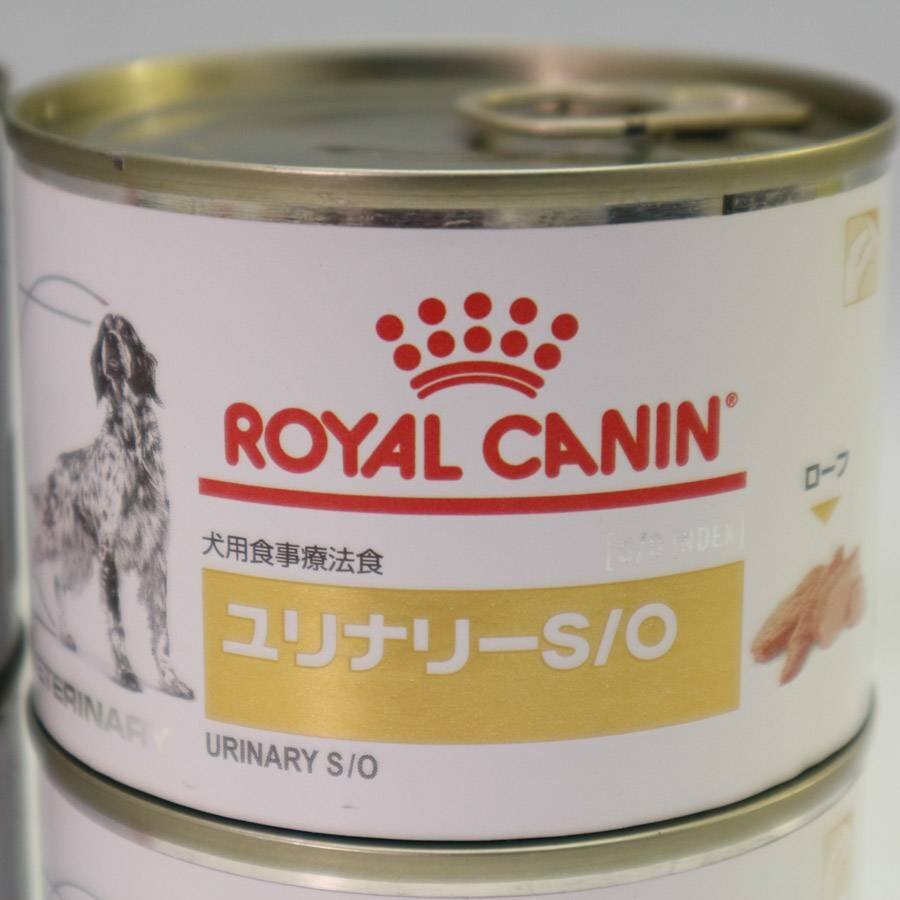 ROYAL CANIN®
ローフ
犬用食事療法食
[S/O INDEX]
ユリナリーS/O
URINARY S/O